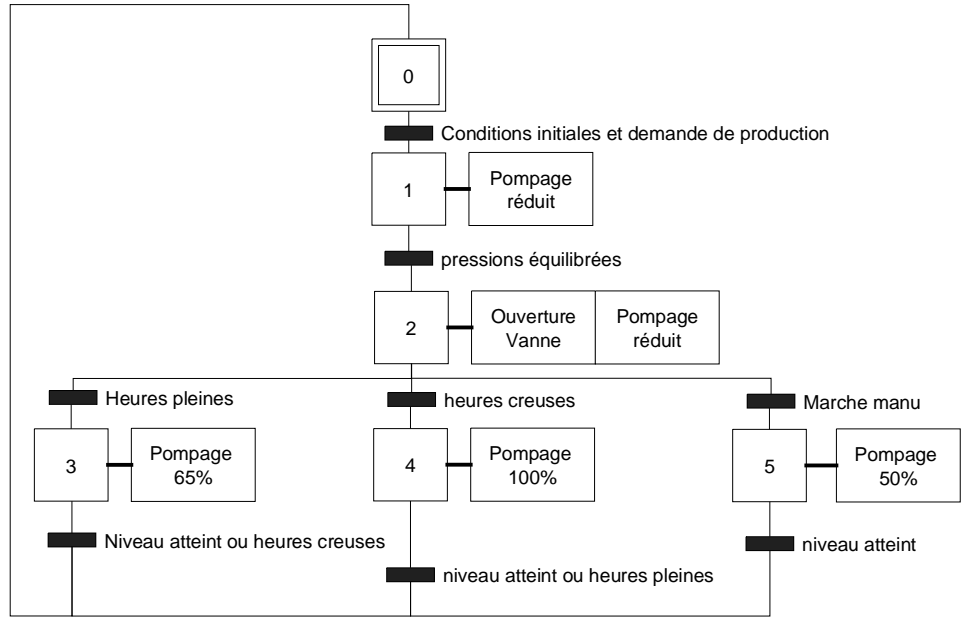 0
Conditions initiales et demande de production
1
Pompage
réduit
pressions équilibrées
2
Ouverture
Vanne
Pompage
réduit
Heures pleines
heures creuses
Marche manu
3
Pompage
65%
4
Pompage
100%
5
Pompage
50%
Niveau atteint ou heures creuses
niveau atteint ou heures pleines
niveau atteint